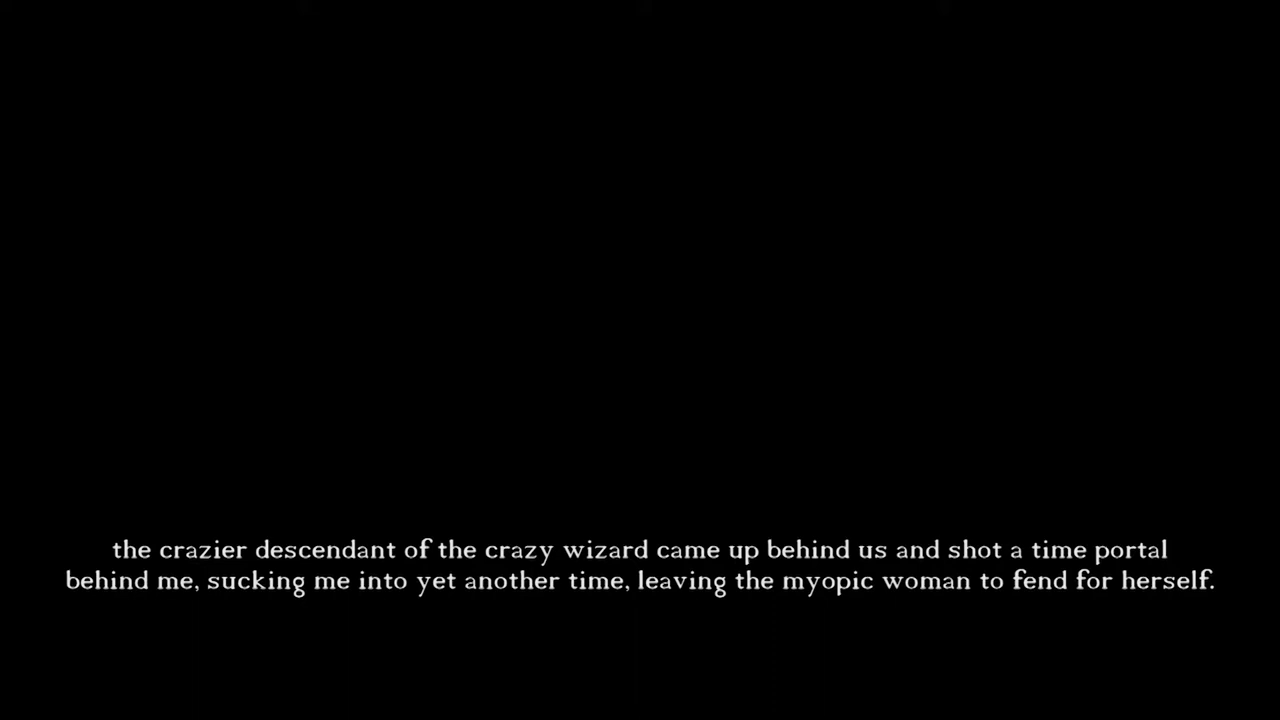 the crazier descendant of the crazy wizard came up behind us and shot a time portal
behind me, sucking me into yet another time, leaving the myopic woman to fend for herself.